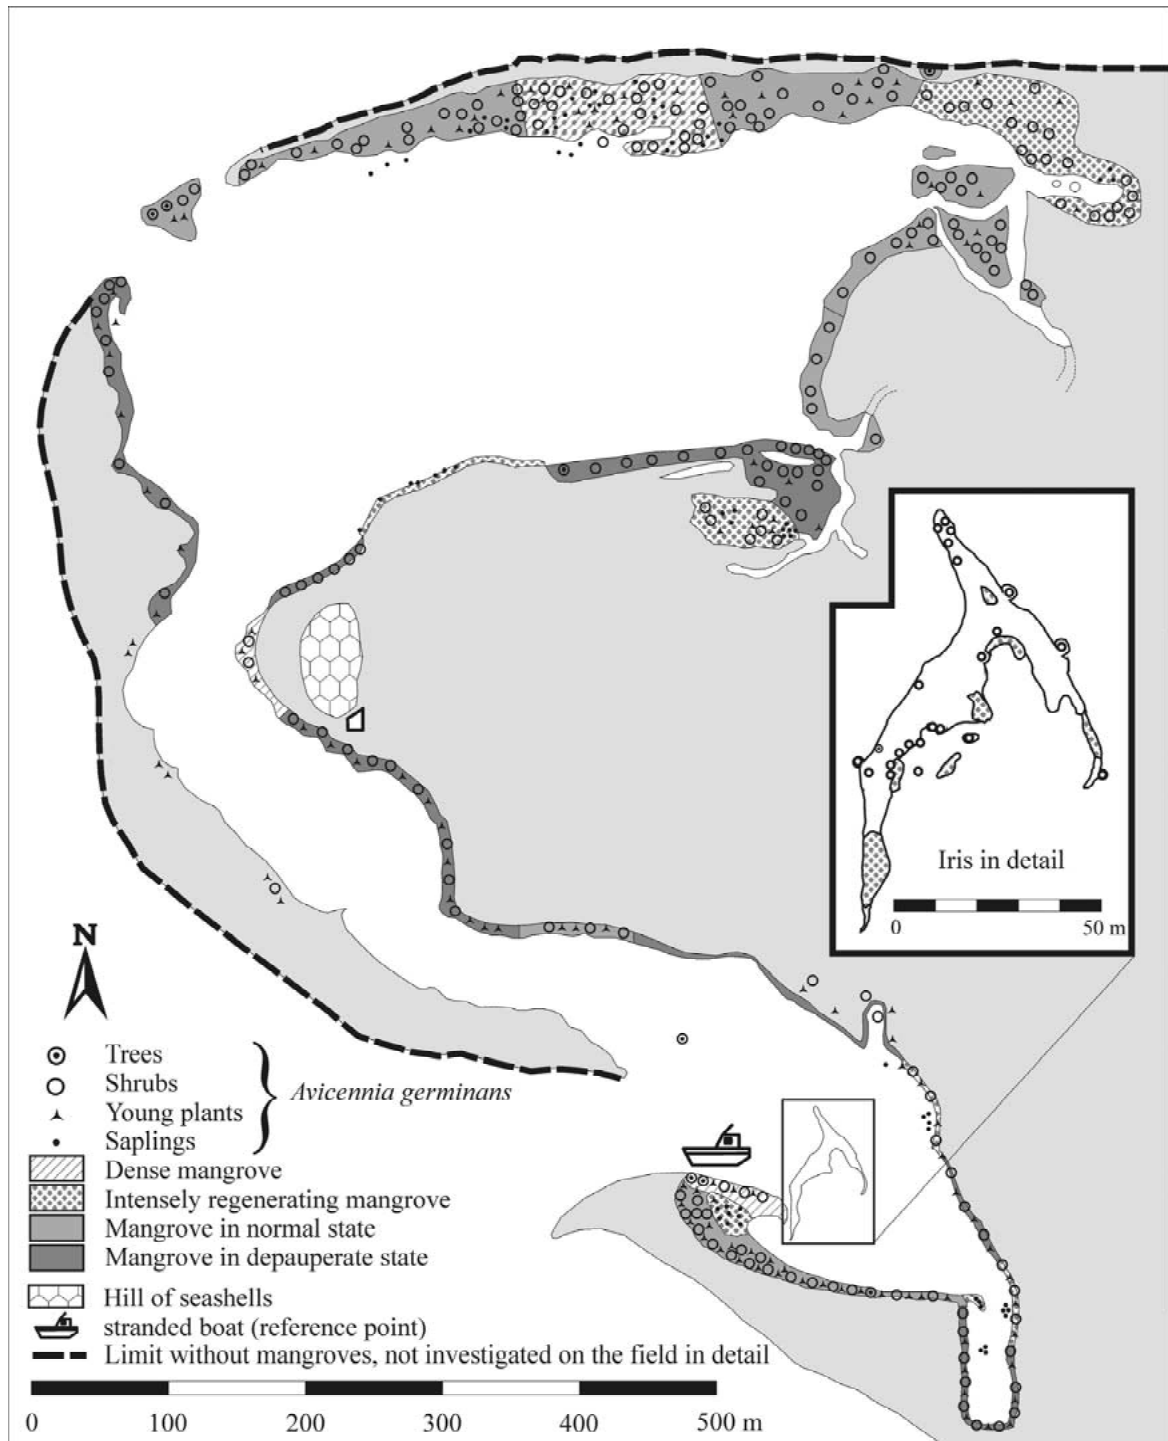 Iris in detail
0
50 m
N
Trees
Shrubs
Avicennia germinans
Young plants
Saplings
Dense mangrove
Intensely regenerating mangrove
Mangrove in normal state
Mangrove in depauperate state
Hill of seashells
stranded boat (reference point)
Limit without mangroves, not investigated on the field in detail
0 100 200 300 400 500 m